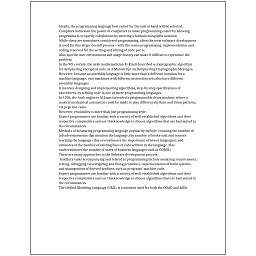 Ideally, the programming language best suited for the task at hand will be selected.
Compilers harnessed the power of computers to make programming easier by allowing
programmers to specify calculations by entering a formula using infix notation.
While these are sometimes considered programming, often the term software development
is used for this larger overall process – with the terms programming, implementation, and
coding reserved for the writing and editing of code per se.
Also, specific user environment and usage history can make it difficult to reproduce the
problem.
In the 9th century, the Arab mathematician Al-Kindi described a cryptographic algorithm
for deciphering encrypted code, in A Manuscript on Deciphering Cryptographic Messages.
However, because an assembly language is little more than a different notation for a
machine language, two machines with different instruction sets also have different
assembly languages.
It involves designing and implementing algorithms, step-by-step specifications of
procedures, by writing code in one or more programming languages.
In 1206, the Arab engineer Al-Jazari invented a programmable drum machine where a
musical mechanical automaton could be made to play different rhythms and drum patterns,
via pegs and cams.
However, readability is more than just programming style.
Expert programmers are familiar with a variety of well-established algorithms and their
respective complexities and use this knowledge to choose algorithms that are best suited
to the circumstances.
Methods of measuring programming language popularity include: counting the number of
job advertisements that mention the language, the number of books sold and courses
teaching the language (this overestimates the importance of newer languages), and
estimates of the number of existing lines of code written in the language (this
underestimates the number of users of business languages such as COBOL).
There are many approaches to the Software development process.
Auxiliary tasks accompanying and related to programming include analyzing requirements,
testing, debugging (investigating and fixing problems), implementation of build systems,
and management of derived artifacts, such as programs' machine code.
Expert programmers are familiar with a variety of well-established algorithms and their
respective complexities and use this knowledge to choose algorithms that are best suited
to the circumstances.
The Unified Modeling Language (UML) is a notation used for both the OOAD and MDA.